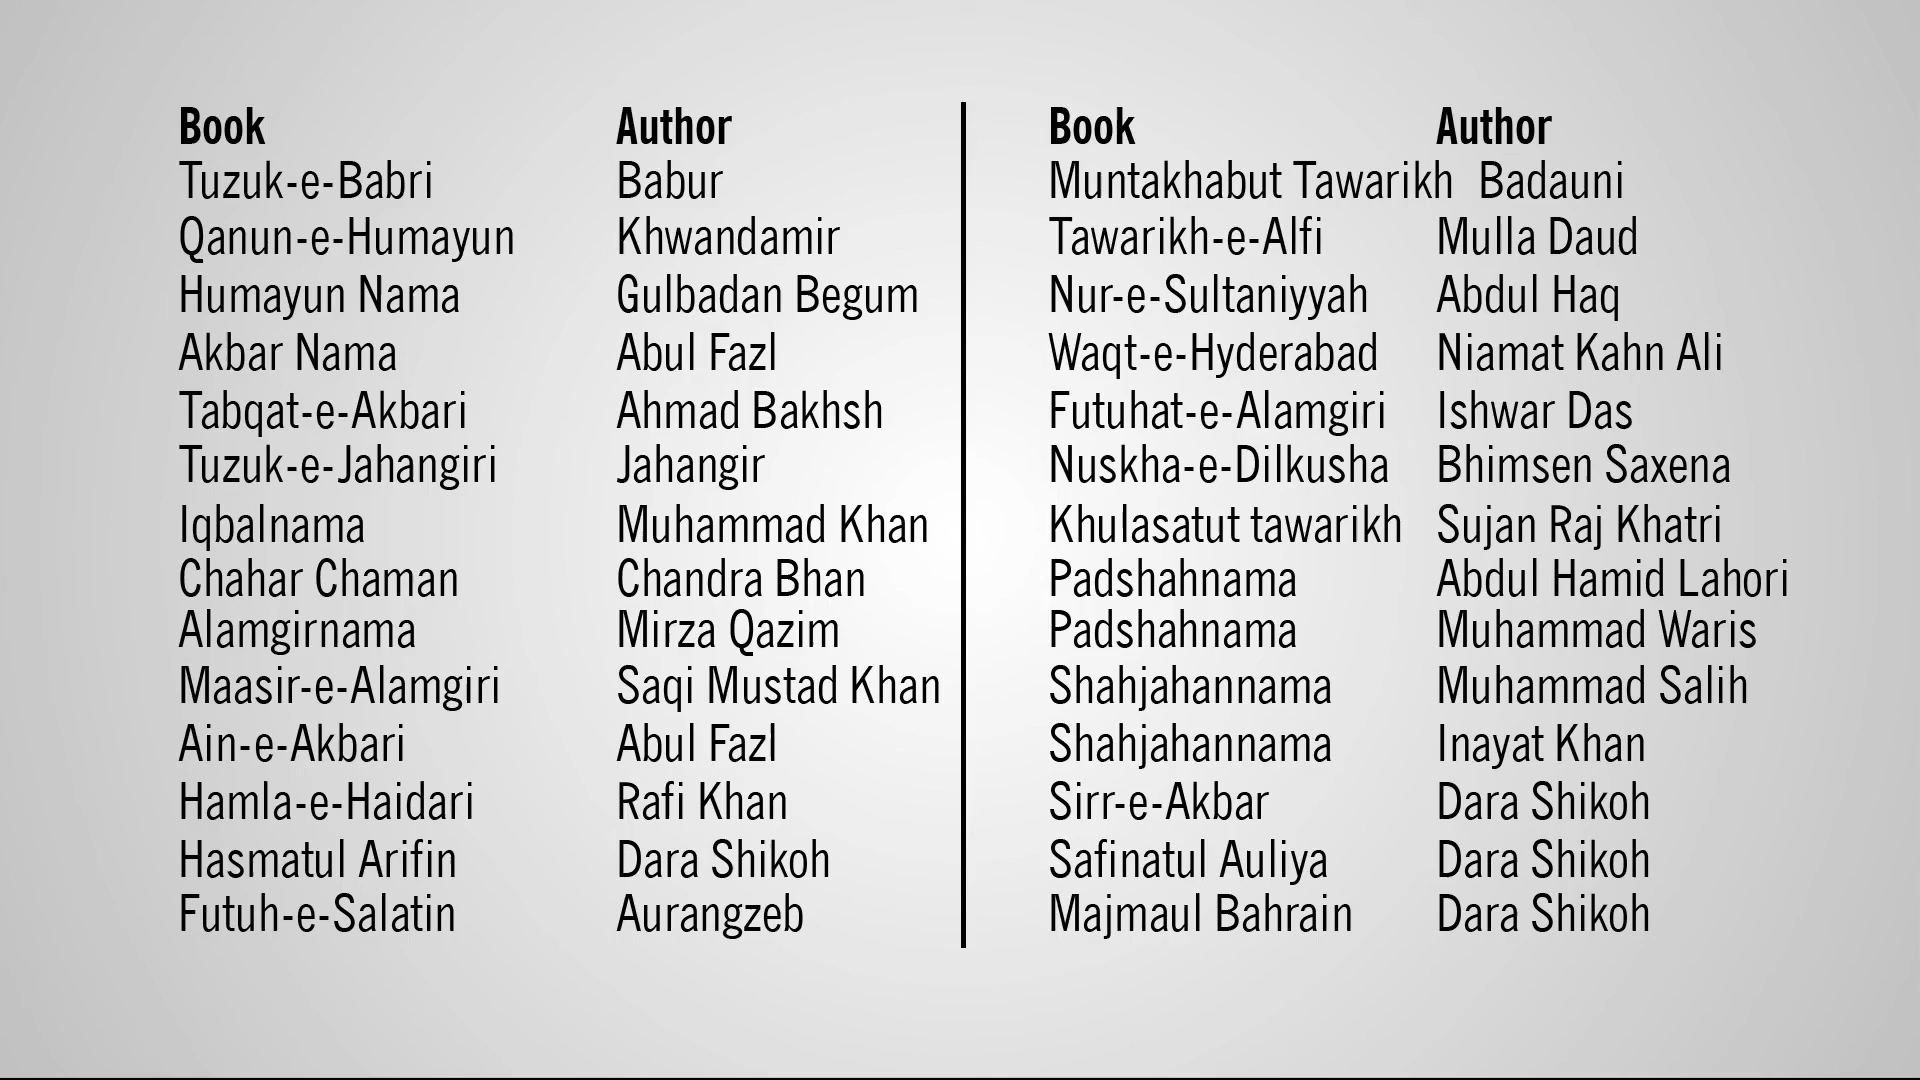 Book Author
Tuzuk-e-Babri Babur
Qanun-e-Humayun Khwandamir
Humayun Nama Gulbadan Begum
Akbar Nama Abul Fazl
Tabqat-e-Akbari Ahmad Bakhsh
Tuzuk-e-Jahangiri Jahangir
Iqbalnama Muhammad Khan
Chahar Chaman Chandra Bhan
Alamgirnama Mirza Qazim
Maasir-e-Alamgiri Saqi Mustad Khan
Ain-e-Akbari Abul Fazl
Hamla-e-Haidari Rafi Khan
Hasmatul Arifin Dara Shikoh
Futuh-e-Salatin Aurangzeb
Book Author
Muntakhabut Tawarikh Badauni
Tawarikh-e-Alfi Mulla Daud
Nur-e-Sultaniyyah Abdul Haq
Waqt-e-Hyderabad Niamat Kahn Ali
Futuhat-e-Alamgiri Ishwar Das
Nuskha-e-Dilkusha Bhimsen Saxena
Khulasatut tawarikh Sujan Raj Khatri
Padshahnama Abdul Hamid Lahori
Padshahnama Muhammad Waris
Shahjahannama Muhammad Salih
Shahjahannama Inayat Khan
Sirr-e-Akbar Dara Shikoh
Safinatul Auliya Dara Shikoh
Majmaul Bahrain Dara Shikoh